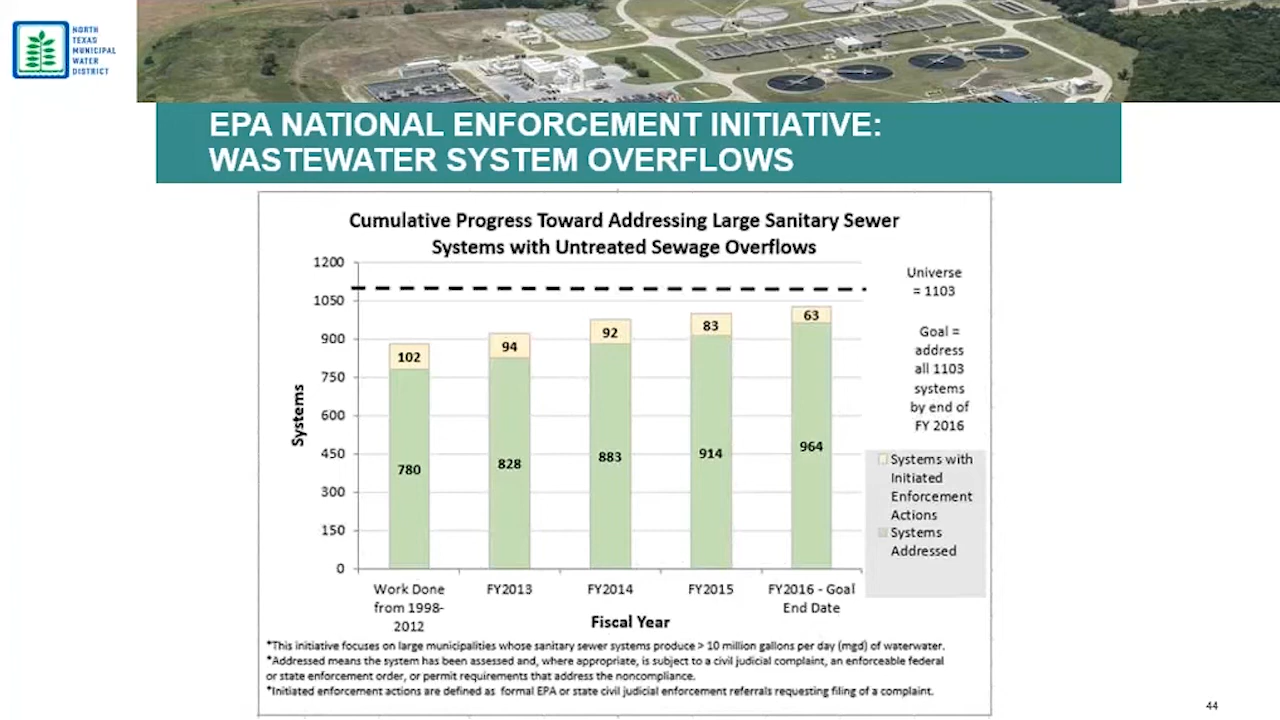 NORTH
TEXAS
MUNICIPAL
WATER
DISTRICT
EPA NATIONAL ENFORCEMENT INITIATIVE:
WASTEWATER SYSTEM OVERFLOWS
Cumulative Progress Toward Addressing Large Sanitary Sewer
Systems with Untreated Sewage Overflows
1200
1050
900
750
600
450
300
150
0
Systems
102
780
94
828
92
883
83
914
63
964
Work Done
from 1998-
2012
FY2013
FY2014
FY2015
FY2016 - Goal
End Date
Fiscal Year
Universe
= 1103
Goal =
address
all 1103
systems
by end of
FY 2016
Systems with
Initiated
Enforcement
Actions
Systems
Addressed
*This initiative focuses on large municipalities whose sanitary sewer systems produce > 10 million gallons per day (mgd) of waterwater.
*Addressed means the system has been assessed and, where appropriate, is subject to a civil judicial complaint, an enforceable federal
or state enforcement order, or permit requirements that address the noncompliance.
*Initiated enforcement actions are defined as formal EPA or state civil judicial enforcement referrals requesting filing of a complaint.
44